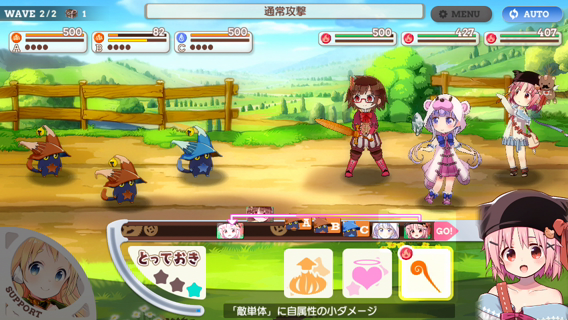 WAVE 2/2
1
通常攻撃
MENU
AUTO
500
82
500
A
B
C
500
427
407
A
B
C
GO!
とっておき
SUPPORT
「敵単体」に自属性の小ダメージ